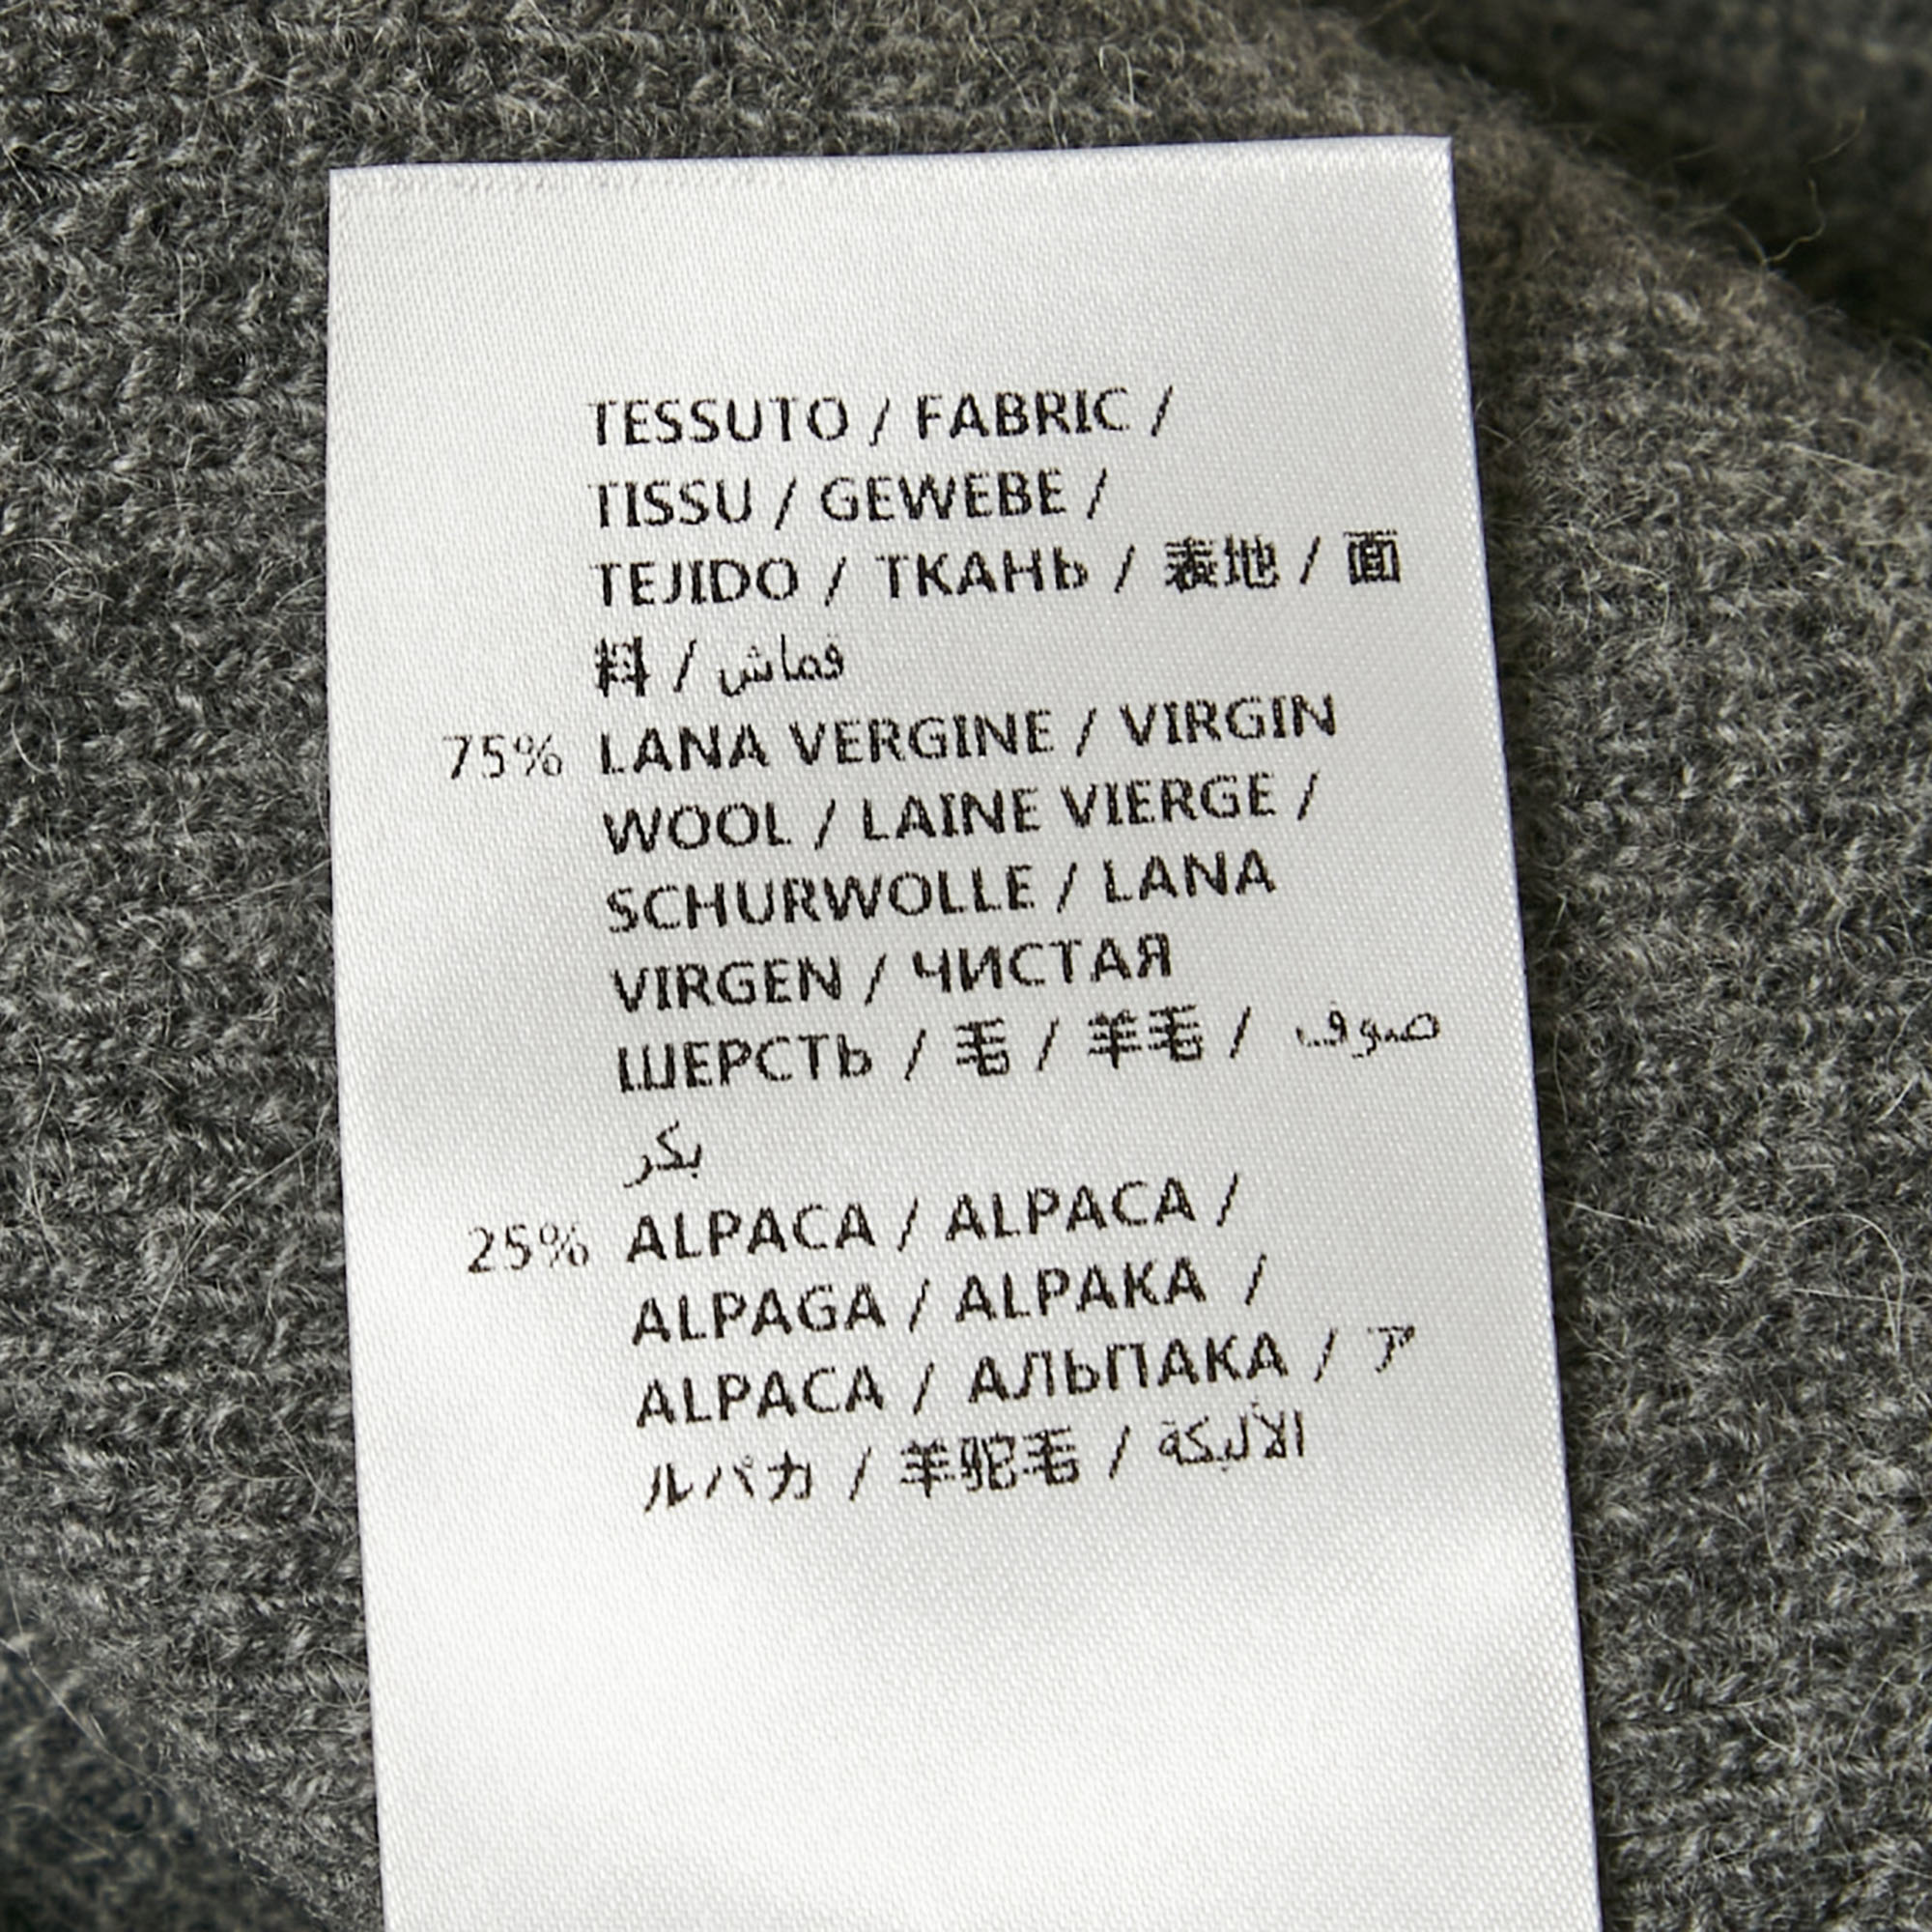 TESSUTO / FABRIC /
TISSU / GEWEBE /
TEJIDO / ТКАНЬ / 表地 / 面
料 / قماش
75% LANA VERGINE / VIRGIN
WOOL / LAINE VIERGE /
SCHURWOLLE / LANA
VIRGEN / ЧИСТАЯ
ШЕРСТЬ / 毛 / 羊毛 / صوف
بكر
25% ALPACA / ALPACA /
ALPAGA / ALPAKA /
ALPACA / АЛЬПАКА / ア
ルパカ / 羊驼毛 / الألبكة